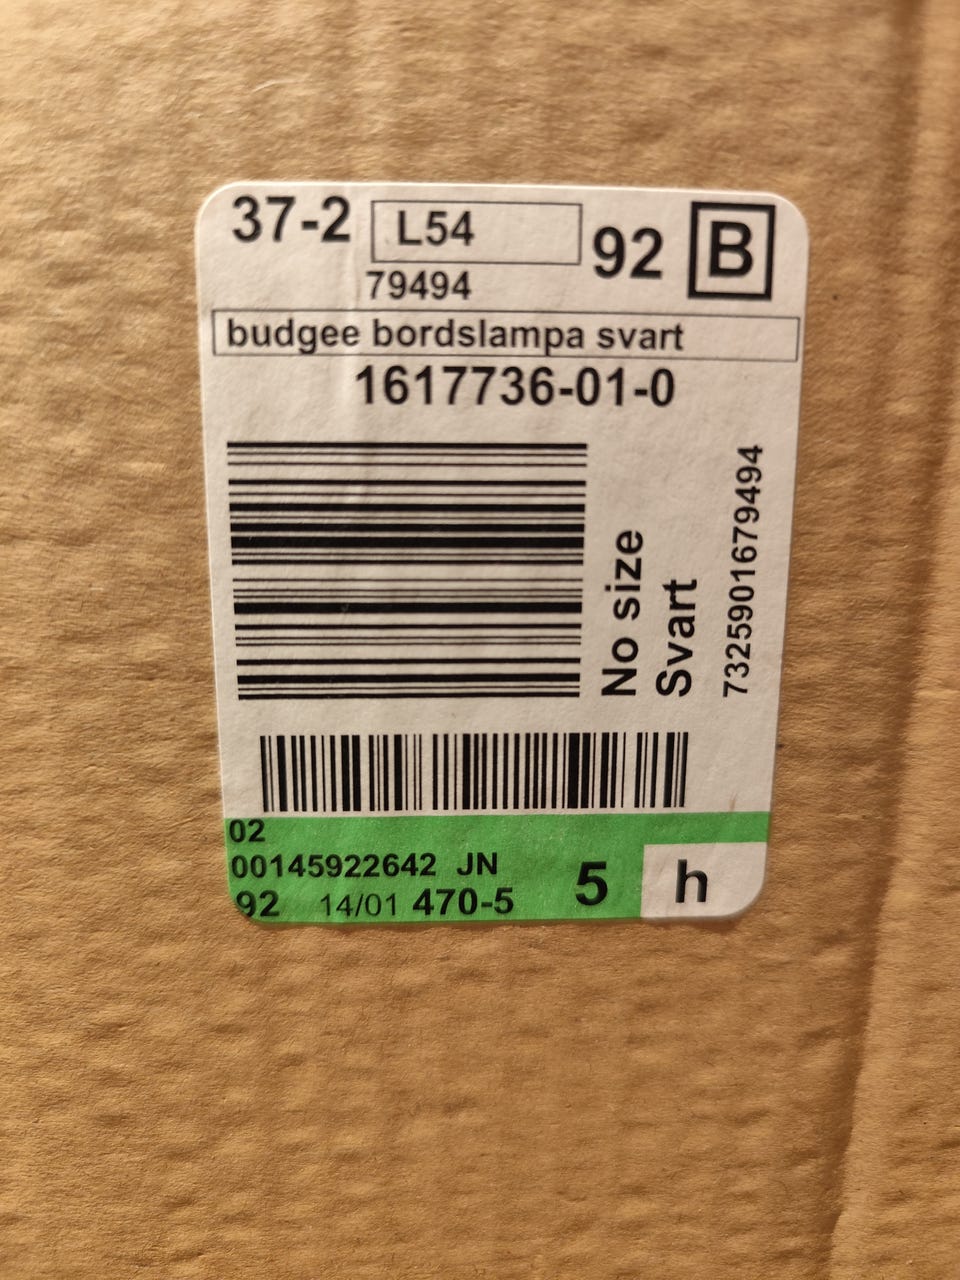 37-2 L54 92 B
79494
budgee bordslampa svart
1617736-01-0
No size
Svart
7325901679494
02
00145922642 JN
92 14/01 470-5 5 h